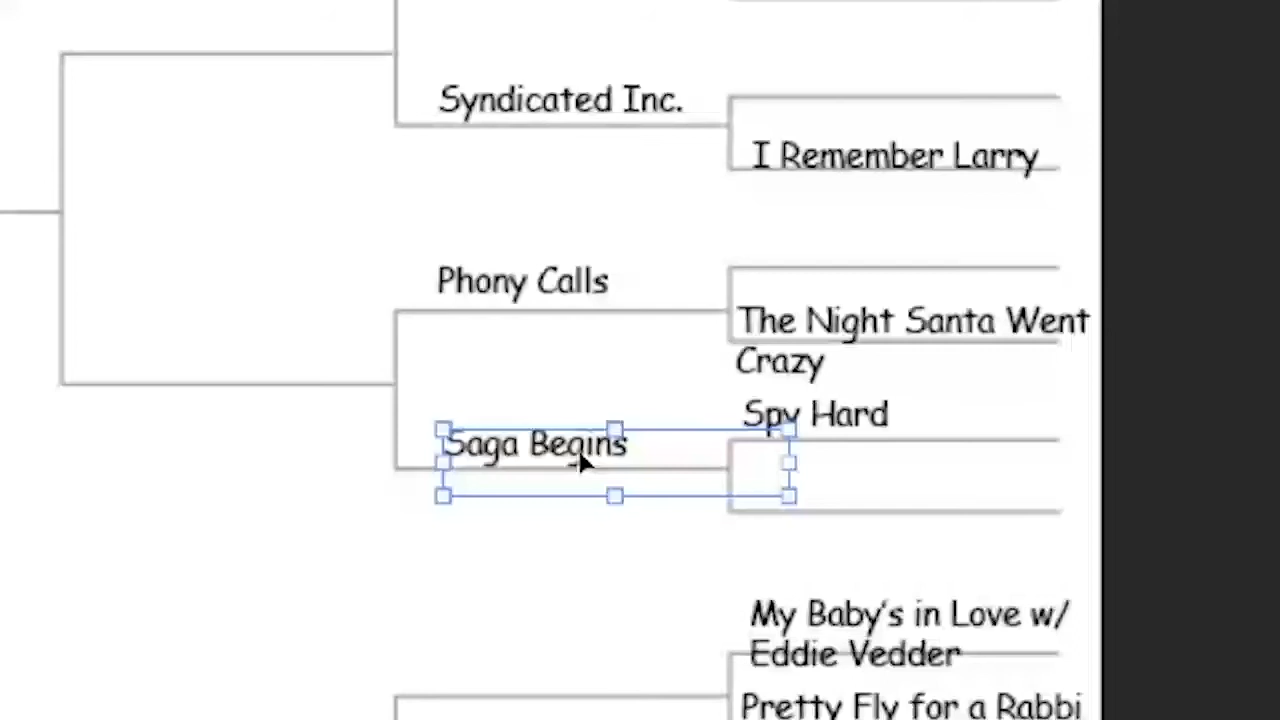 Syndicated Inc.
I Remember Larry
Phony Calls
The Night Santa Went
Crazy
Spy Hard
Saga Begins
My Baby's in Love w/
Eddie Vedder
Pretty Fly for a Rabbi